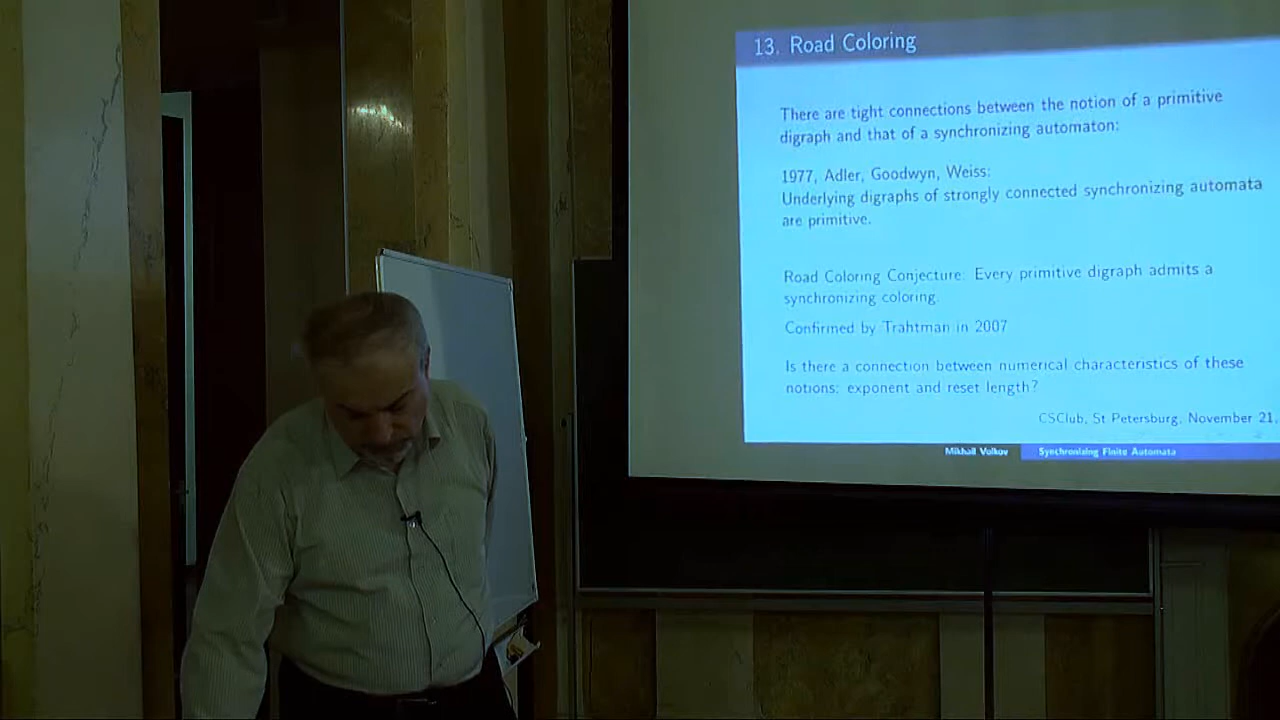 13. Road Coloring
There are tight connections between the notion of a primitive
digraph and that of a synchronizing automaton:
1977, Adler, Goodwyn, Weiss:
Underlying digraphs of strongly connected synchronizing automata
are primitive.
Road Coloring Conjecture: Every primitive digraph admits a
synchronizing coloring.
Confirmed by Trahtman in 2007
Is there a connection between numerical characteristics of these
notions: exponent and reset length?
CSClub, St Petersburg, November 21,
Mikhail Volkov
Synchronizing Finite Automata